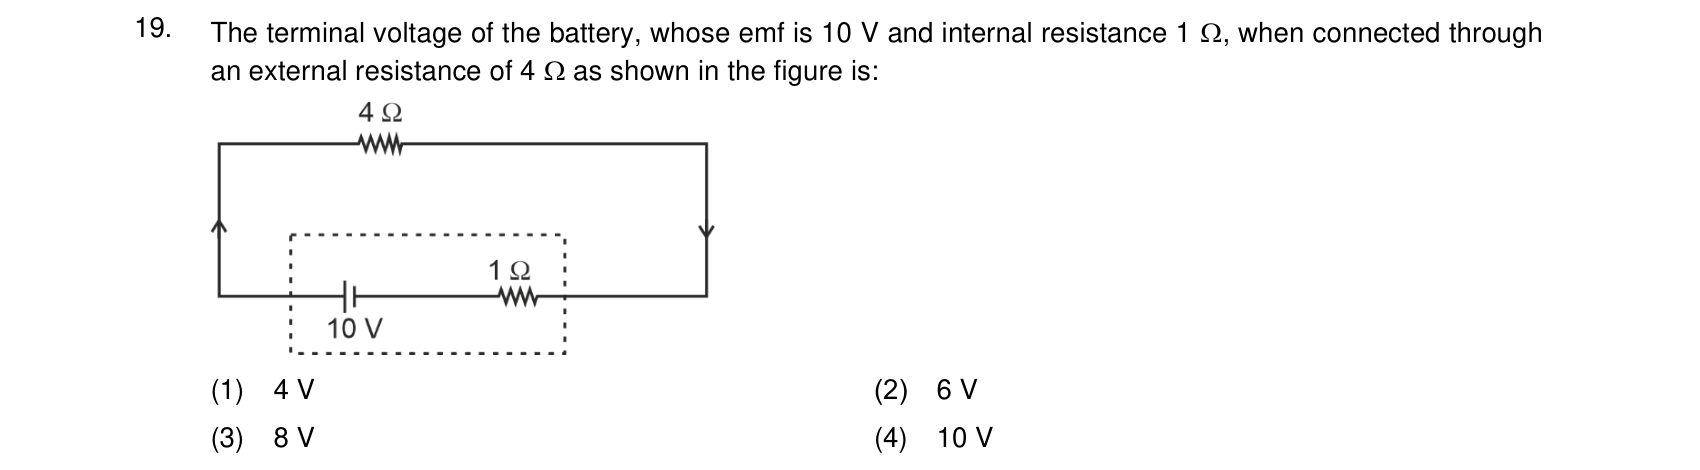 19. The terminal voltage of the battery, whose emf is 10 V and internal resistance 1 Ω, when connected through
an external resistance of 4 Ω as shown in the figure is:
4 Ω
1 Ω
10 V
(1) 4 V (2) 6 V
(3) 8 V (4) 10 V